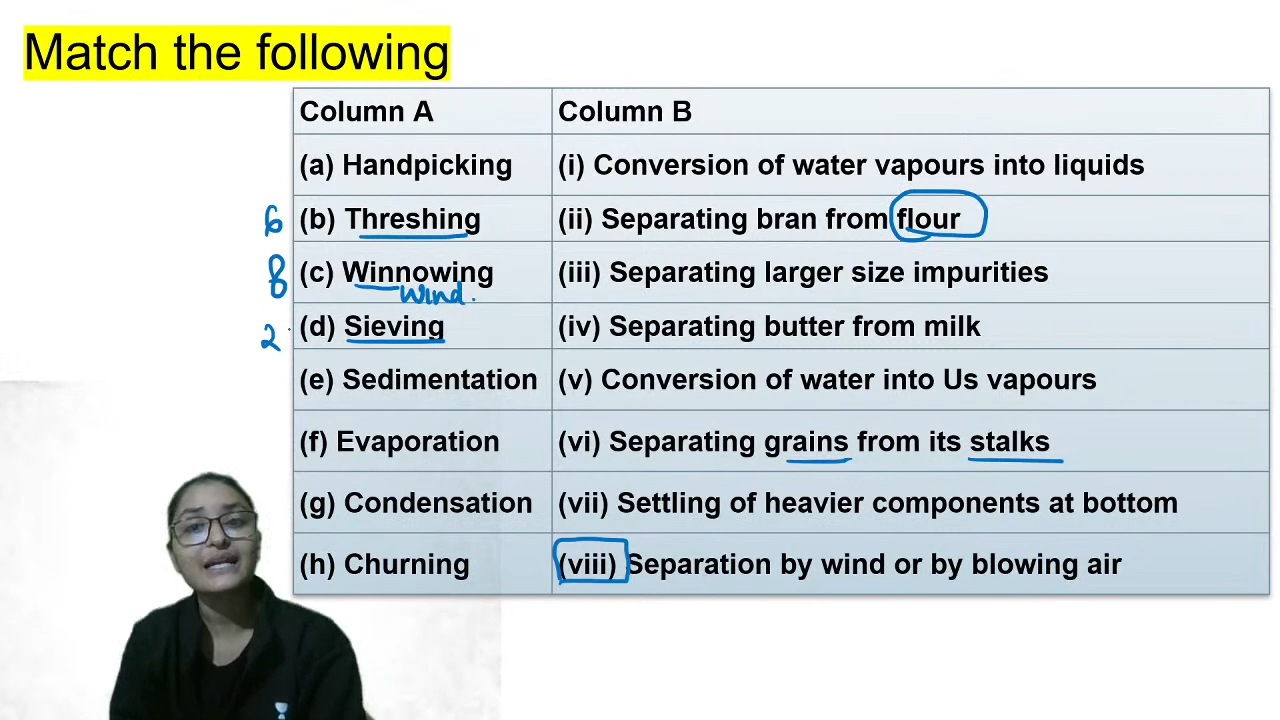 Match the following
Column A Column B
(a) Handpicking (i) Conversion of water vapours into liquids
6 (b) Threshing (ii) Separating bran from flour
8 (c) Winnowing (iii) Separating larger size impurities
Wind.
2 (d) Sieving (iv) Separating butter from milk
(e) Sedimentation (v) Conversion of water into Us vapours
(f) Evaporation (vi) Separating grains from its stalks
(g) Condensation (vii) Settling of heavier components at bottom
(h) Churning (viii) Separation by wind or by blowing air